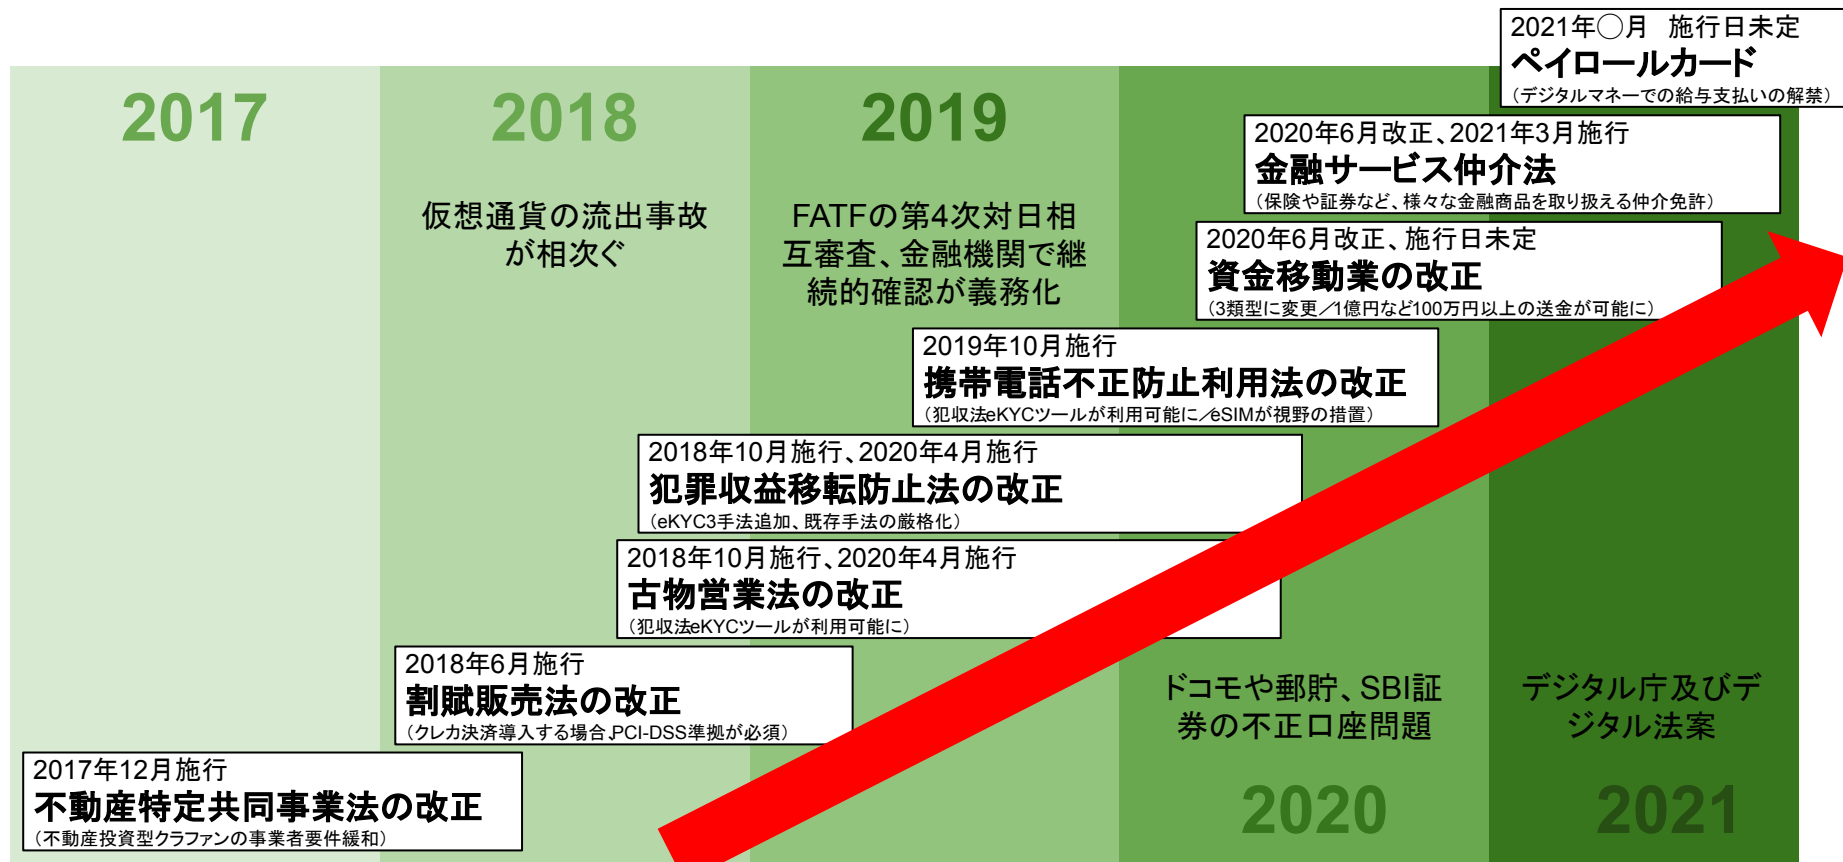 2021年◯月 施行日未定
ペイロールカード
(デジタルマネーでの給与支払いの解禁)
2017
2018
2019
2020年6月改正、2021年3月施行
金融サービス仲介法
(保険や証券など、様々な金融商品を取り扱える仲介免許)
仮想通貨の流出事故
が相次ぐ
FATFの第4次対日相
互審査、金融機関で継
続的確認が義務化
2020年6月改正、施行日未定
資金移動業の改正
(3類型に変更/1億円など100万円以上の送金が可能に)
2019年10月施行
携帯電話不正防止利用法の改正
(犯収法eKYCツールが利用可能に/eSIMが視野の措置)
2018年10月施行、2020年4月施行
犯罪収益移転防止法の改正
(eKYC3手法追加、既存手法の厳格化)
2018年10月施行、2020年4月施行
古物営業法の改正
(犯収法eKYCツールが利用可能に)
2018年6月施行
割賦販売法の改正
(クレカ決済導入する場合、PCI-DSS準拠が必須)
ドコモや郵貯、SBI証
券の不正口座問題
デジタル庁及びデ
ジタル法案
2017年12月施行
不動産特定共同事業法の改正
(不動産投資型クラファンの事業者要件緩和)
2020
2021